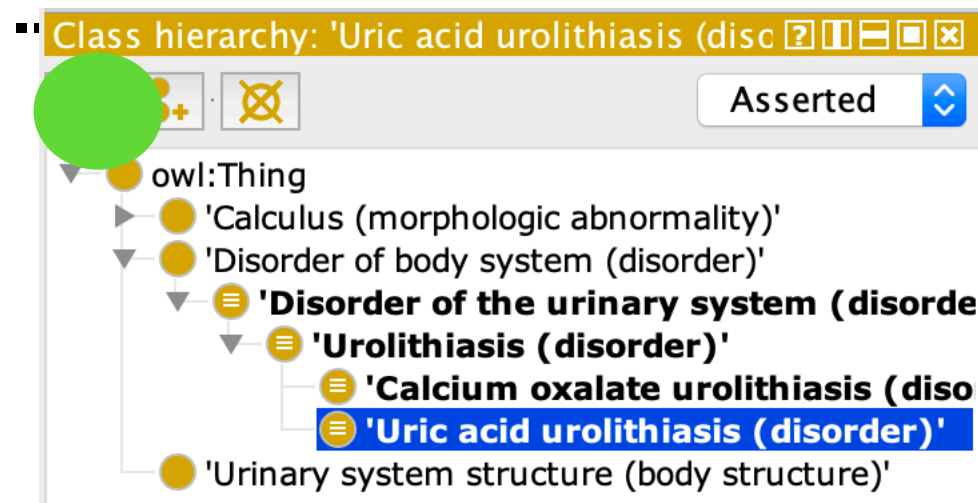 Class hierarchy: 'Uric acid urolithiasis (diso
Asserted
owl:Thing
'Calculus (morphologic abnormality)'
'Disorder of body system (disorder)'
'Disorder of the urinary system (disorde
'Urolithiasis (disorder)'
'Calcium oxalate urolithiasis (diso
'Uric acid urolithiasis (disorder)'
'Urinary system structure (body structure)'